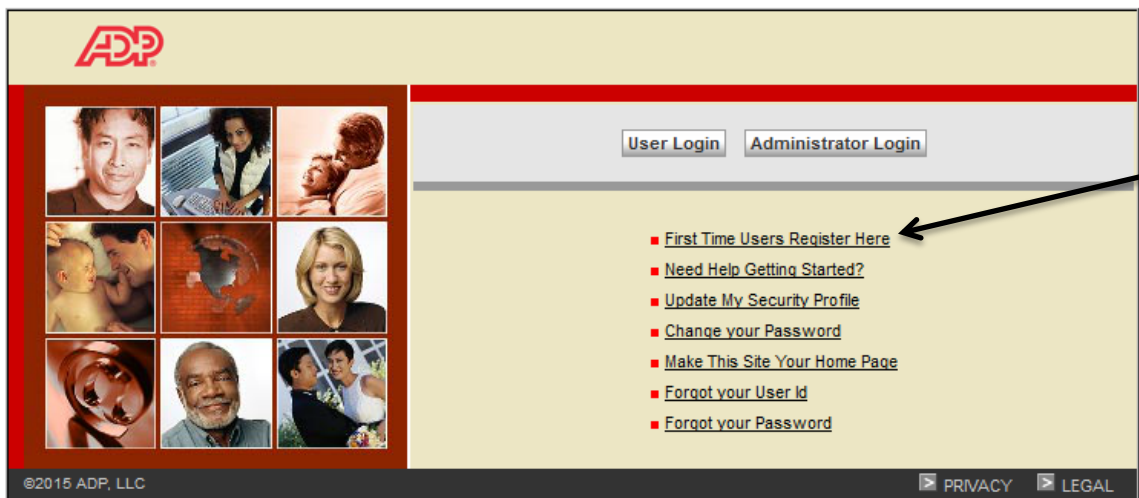 ADP
User Login Administrator Login
First Time Users Register Here
Need Help Getting Started?
Update My Security Profile
Change your Password
Make This Site Your Home Page
Forgot your User Id
Forgot your Password
©2015 ADP, LLC PRIVACY LEGAL